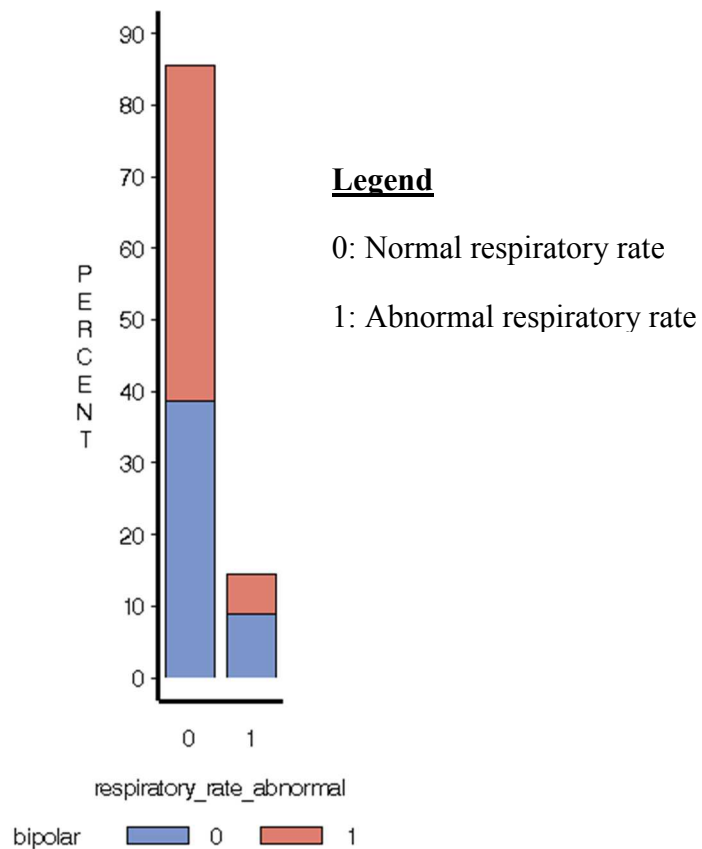 90
80
70
60
50
40
30
20
10
0
PERCENT
0 1
respiratory_rate_abnormal
bipolar 0 1
Legend
0: Normal respiratory rate
1: Abnormal respiratory rate